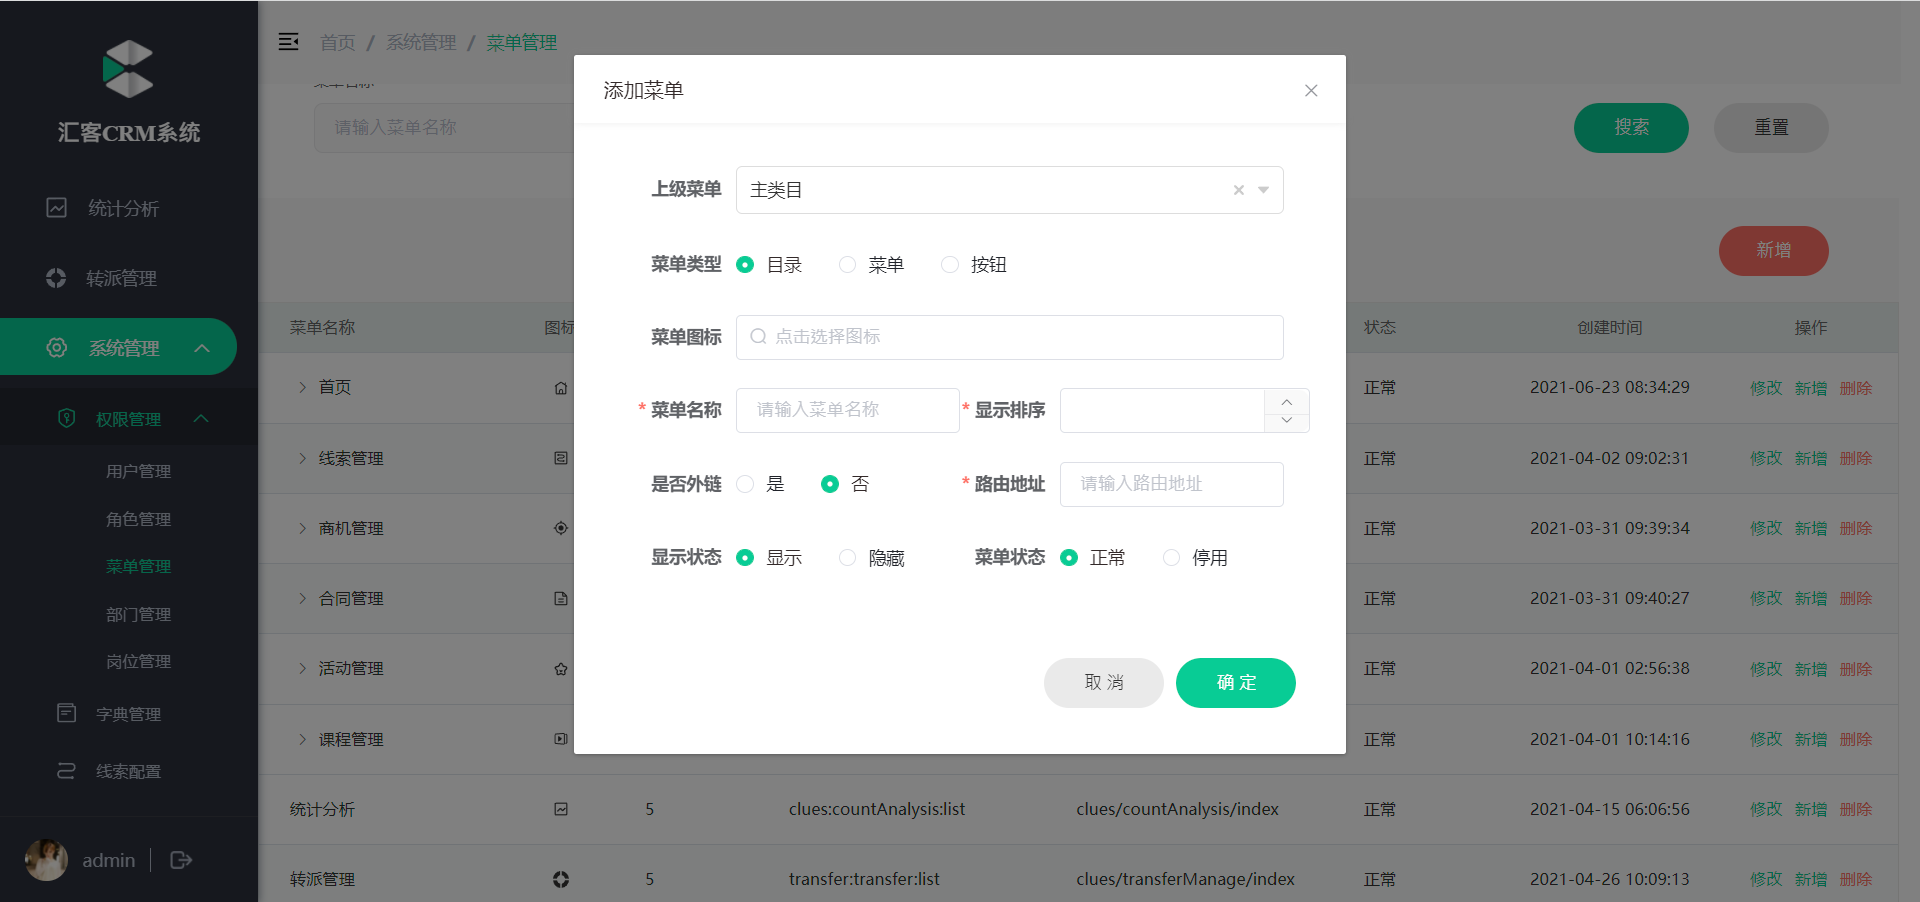 汇客CRM系统
统计分析
转派管理
系统管理
权限管理
用户管理
角色管理
菜单管理
部门管理
岗位管理
字典管理
线索配置
admin
首页 / 系统管理 / 菜单管理
菜单名称
请输入菜单名称
搜索 重置
新增
菜单名称 图标 状态 创建时间 操作
首页 正常 2021-06-23 08:34:29 修改 新增 删除
线索管理 正常 2021-04-02 09:02:31 修改 新增 删除
商机管理 正常 2021-03-31 09:39:34 修改 新增 删除
合同管理 正常 2021-03-31 09:40:27 修改 新增 删除
活动管理 正常 2021-04-01 02:56:38 修改 新增 删除
课程管理 正常 2021-04-01 10:14:16 修改 新增 删除
统计分析 5 clues:countAnalysis:list clues/countAnalysis/index 正常 2021-04-15 06:06:56 修改 新增 删除
转派管理 5 transfer:transfer:list clues/transferManage/index 正常 2021-04-26 10:09:13 修改 新增 删除
添加菜单
上级菜单 主类目
菜单类型 目录 菜单 按钮
菜单图标 点击选择图标
* 菜单名称 请输入菜单名称 * 显示排序
是否外链 是 否 * 路由地址 请输入路由地址
显示状态 显示 隐藏 菜单状态 正常 停用
取 消 确 定